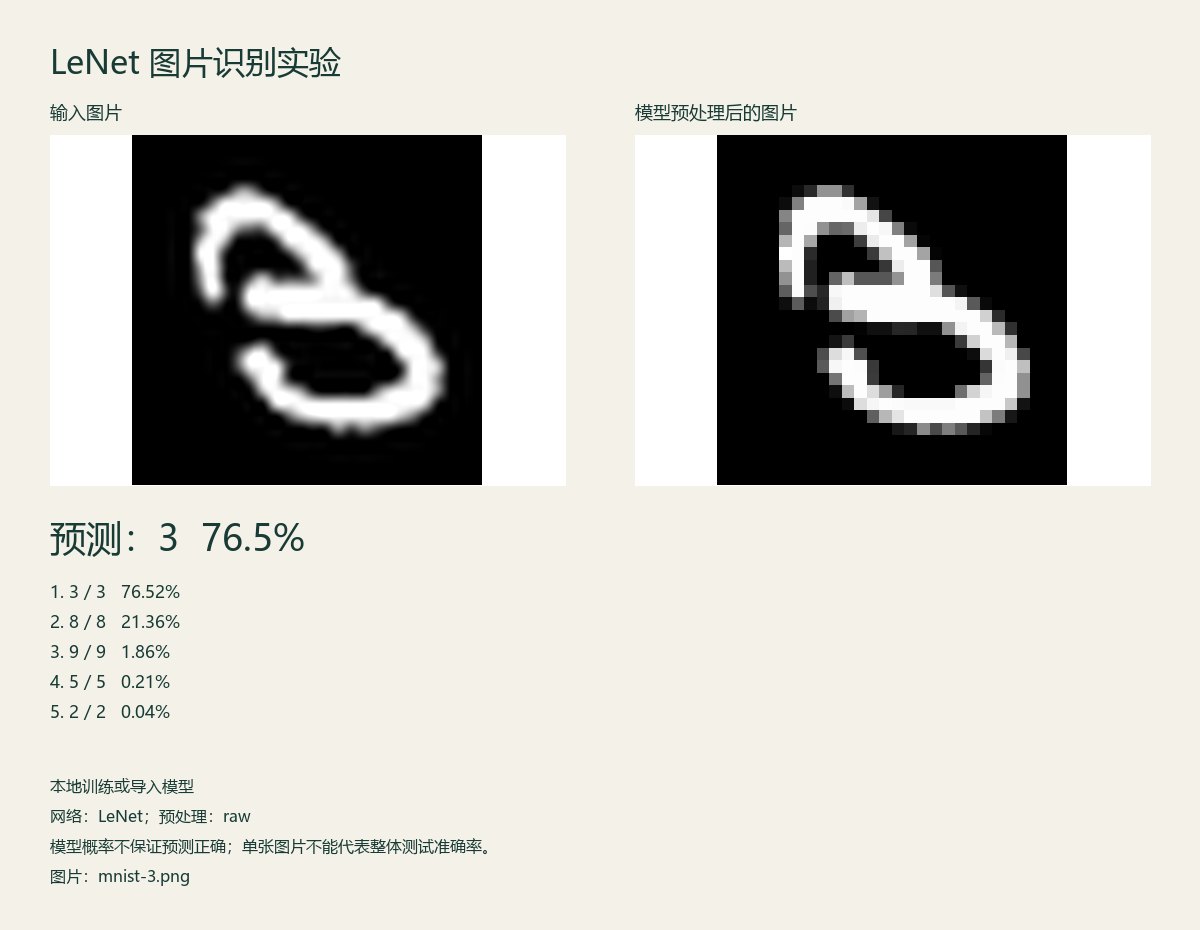 LeNet 图片识别实验
输入图片
模型预处理后的图片
3
3
预测：3 76.5%
1. 3 / 3 76.52%
2. 8 / 8 21.36%
3. 9 / 9 1.86%
4. 5 / 5 0.21%
5. 2 / 2 0.04%
本地训练或导入模型
网络：LeNet；预处理：raw
模型概率不保证预测正确；单张图片不能代表整体测试准确率。
图片：mnist-3.png